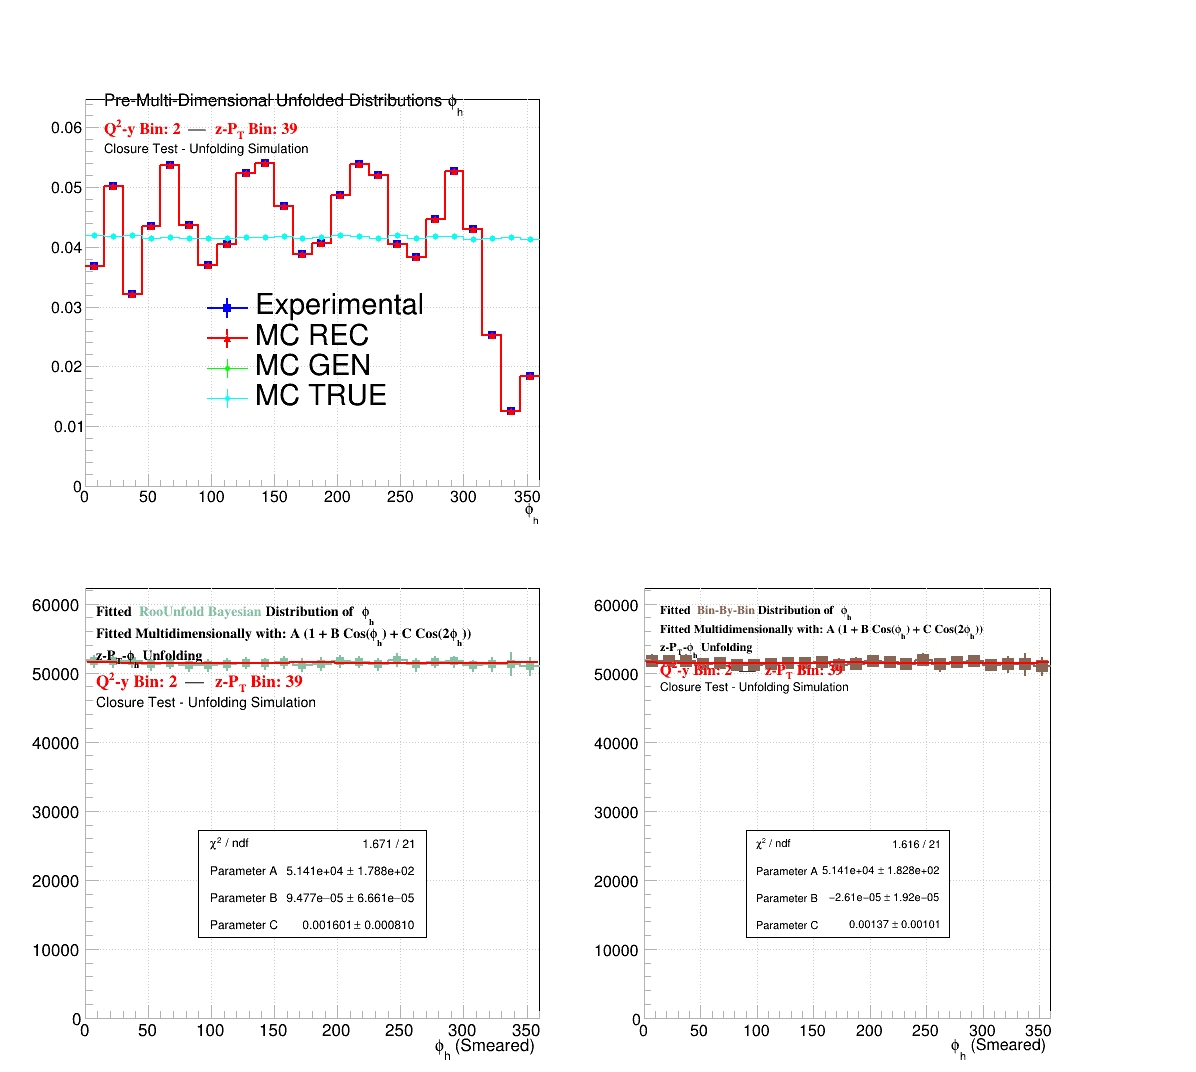 Pre-Multi-Dimensional Unfolded Distributions ϕh
Q²-y Bin: 2 — z-PT Bin: 39
Closure Test - Unfolding Simulation
0.06
0.05
0.04
0.03
0.02
0.01
0
Experimental
MC REC
MC GEN
MC TRUE
0 50 100 150 200 250 300 350
ϕh
60000
50000
40000
30000
20000
10000
0
Fitted RooUnfold Bayesian Distribution of ϕh
Fitted Multidimensionally with: A (1 + B Cos(ϕh) + C Cos(2ϕh))
z-PT-ϕh Unfolding
Q²-y Bin: 2 — z-PT Bin: 39
Closure Test - Unfolding Simulation
χ² / ndf 1.671 / 21
Parameter A 5.141e+04 ± 1.788e+02
Parameter B 9.477e−05 ± 6.661e−05
Parameter C 0.001601 ± 0.000810
0 50 100 150 200 250 300 350
ϕh (Smeared)
60000
50000
40000
30000
20000
10000
0
Fitted Bin-By-Bin Distribution of ϕh
Fitted Multidimensionally with: A (1 + B Cos(ϕh) + C Cos(2ϕh))
z-PT-ϕh Unfolding
Q²-y Bin: 2 — z-PT Bin: 39
Closure Test - Unfolding Simulation
χ² / ndf 1.616 / 21
Parameter A 5.141e+04 ± 1.828e+02
Parameter B −2.61e−05 ± 1.92e−05
Parameter C 0.00137 ± 0.00101
0 50 100 150 200 250 300 350
ϕh (Smeared)